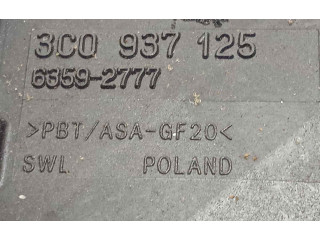 3C0 937 125
6359-2777
>PBT/ASA-GF20<
SWL POLAND